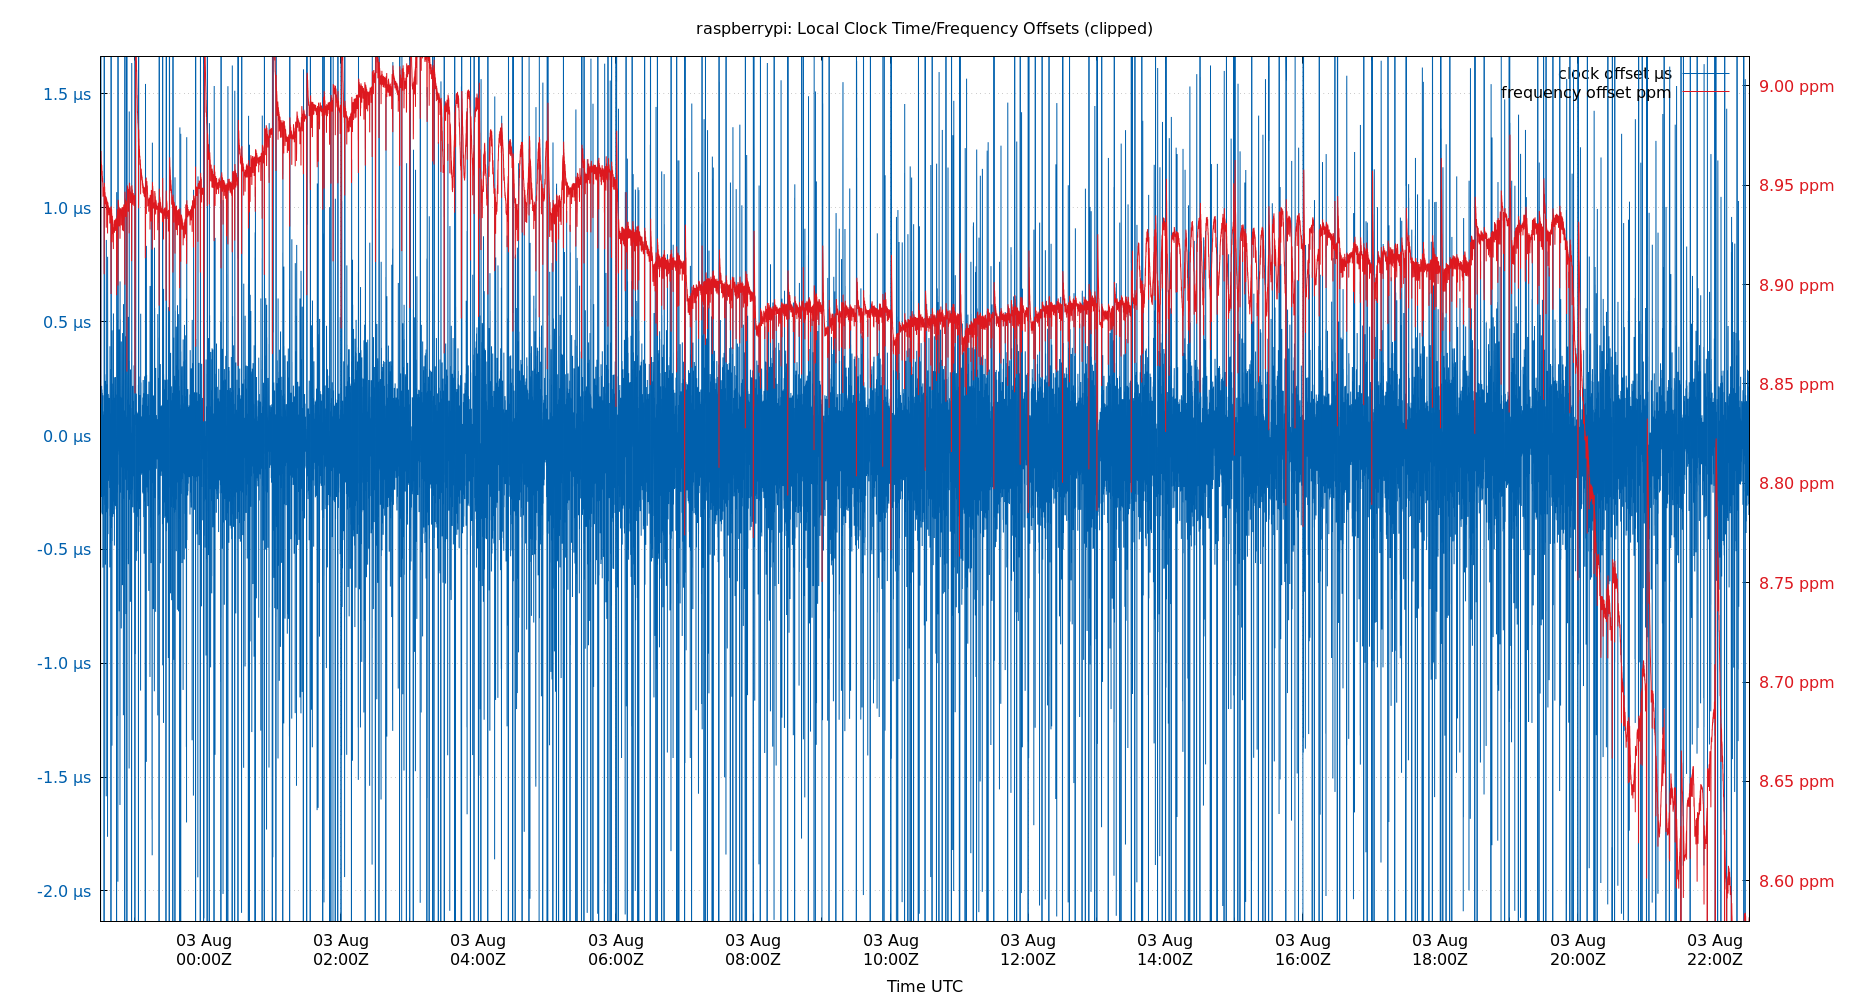 raspberrypi: Local Clock Time/Frequency Offsets (clipped)
clock offset µs
frequency offset ppm
1.5 µs
1.0 µs
0.5 µs
0.0 µs
-0.5 µs
-1.0 µs
-1.5 µs
-2.0 µs
9.00 ppm
8.95 ppm
8.90 ppm
8.85 ppm
8.80 ppm
8.75 ppm
8.70 ppm
8.65 ppm
8.60 ppm
03 Aug 03 Aug 03 Aug 03 Aug 03 Aug 03 Aug 03 Aug 03 Aug 03 Aug 03 Aug 03 Aug 03 Aug
00:00Z 02:00Z 04:00Z 06:00Z 08:00Z 10:00Z 12:00Z 14:00Z 16:00Z 18:00Z 20:00Z 22:00Z
Time UTC